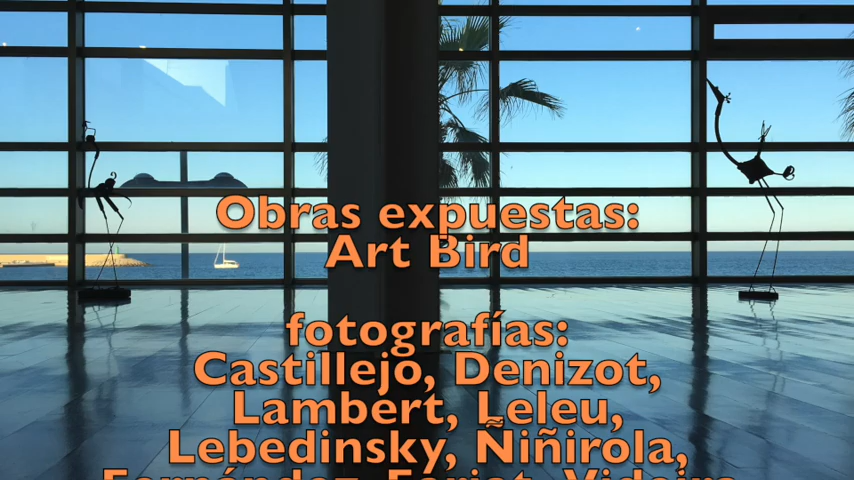 Obras expuestas:
Art Bird
fotografías:
Castillejo, Denizot,
Lambert, Leleu,
Lebedinsky, Ñiñirola,